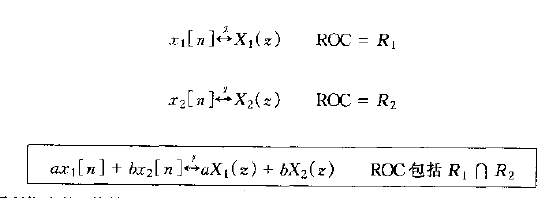 x₁[n] ↔ᶻ X₁(z) ROC = R₁
x₂[n] ↔ᶻ X₂(z) ROC = R₂
ax₁[n] + bx₂[n] ↔ᶻ aX₁(z) + bX₂(z) ROC包括 R₁ ⋂ R₂